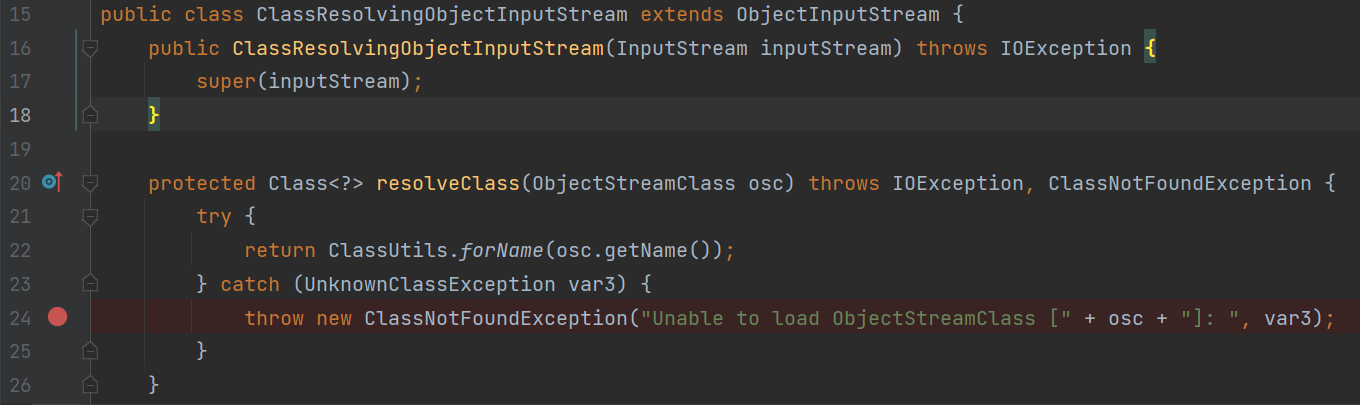 15 public class ClassResolvingObjectInputStream extends ObjectInputStream {
16 public ClassResolvingObjectInputStream(InputStream inputStream) throws IOException {
17 super(inputStream);
18 }
19
20 protected Class<?> resolveClass(ObjectStreamClass osc) throws IOException, ClassNotFoundException {
21 try {
22 return ClassUtils.forName(osc.getName());
23 } catch (UnknownClassException var3) {
24 throw new ClassNotFoundException("Unable to load ObjectStreamClass [" + osc + "]: ", var3);
25 }
26 }